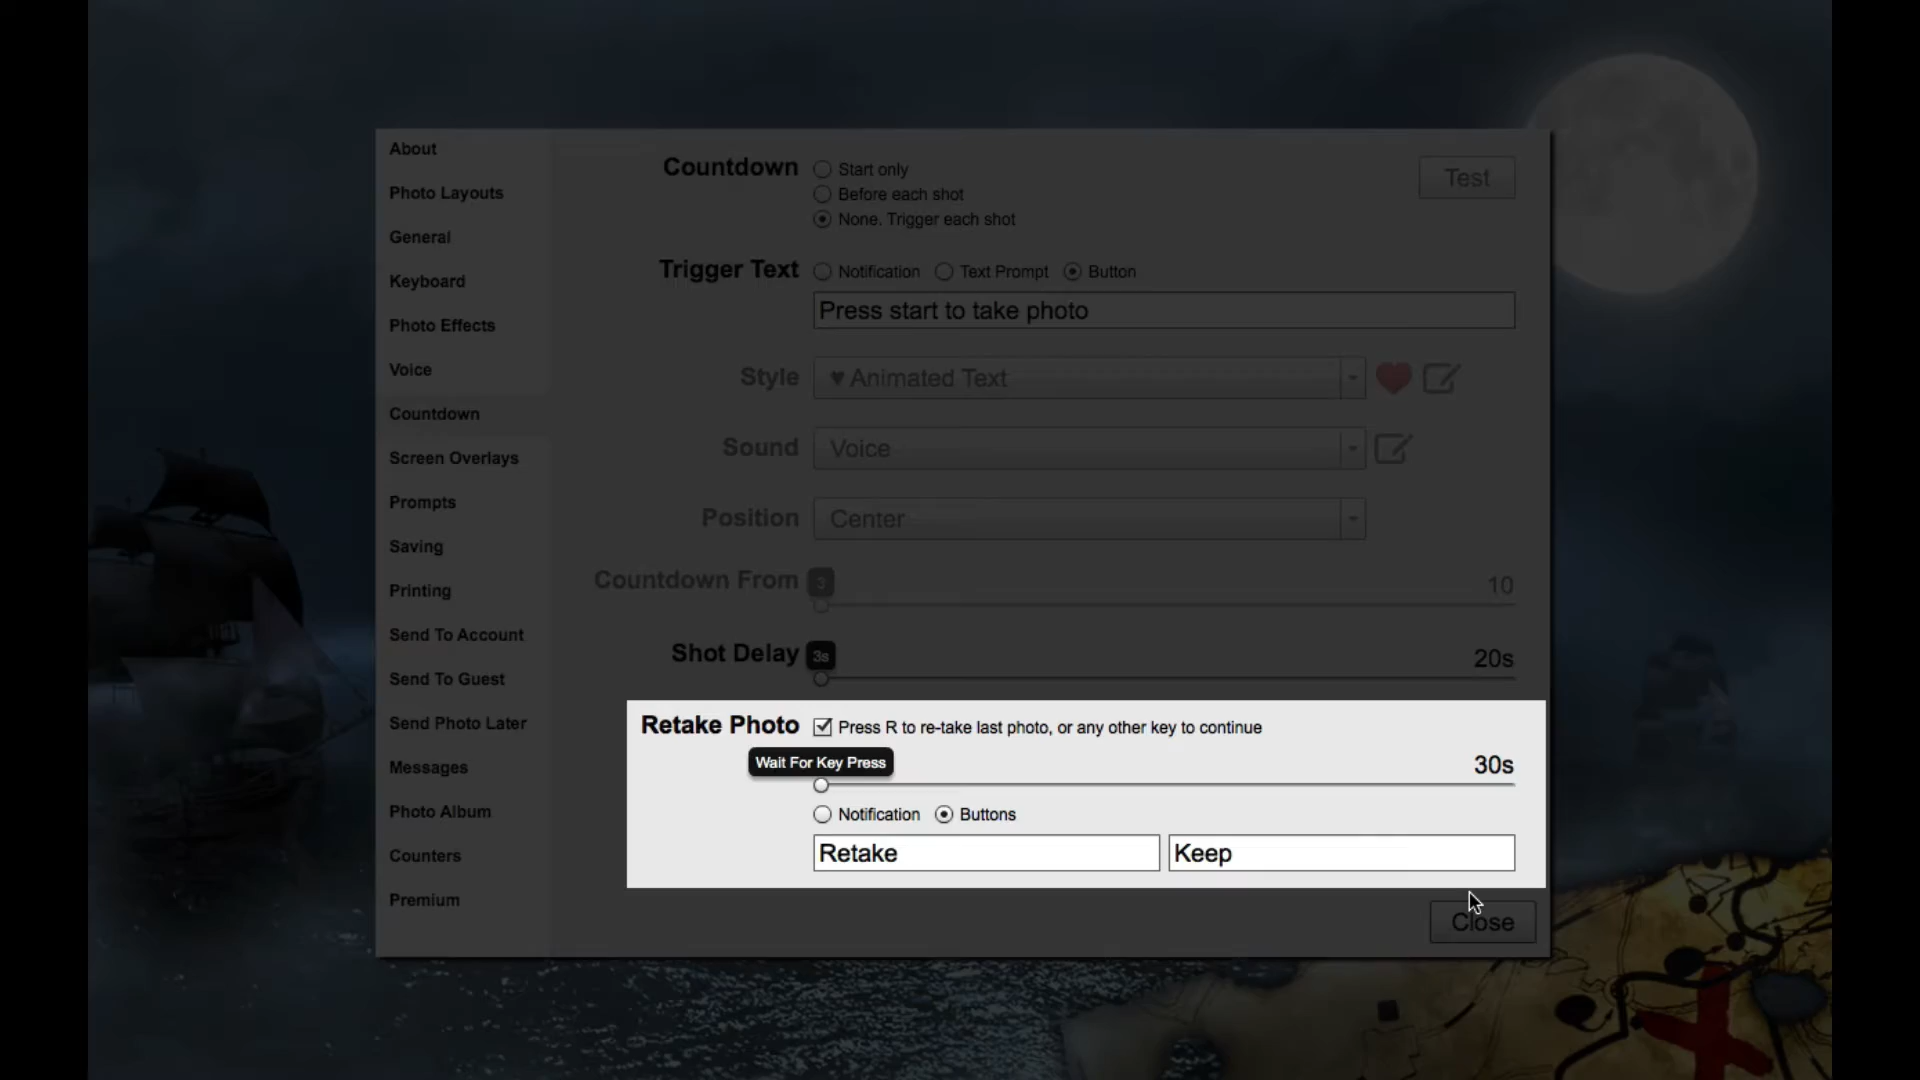 About
Photo Layouts
General
Keyboard
Photo Effects
Voice
Countdown
Screen Overlays
Prompts
Saving
Printing
Send To Account
Send To Guest
Send Photo Later
Messages
Photo Album
Counters
Premium
Countdown
Start only
Before each shot
None. Trigger each shot
Test
Trigger Text
Notification Text Prompt Button
Press start to take photo
Style ♥ Animated Text
Sound Voice
Position Center
Countdown From 3 10
Shot Delay 3s 20s
Retake Photo Press R to re-take last photo, or any other key to continue
Wait For Key Press 30s
Notification Buttons
Retake Keep
Close